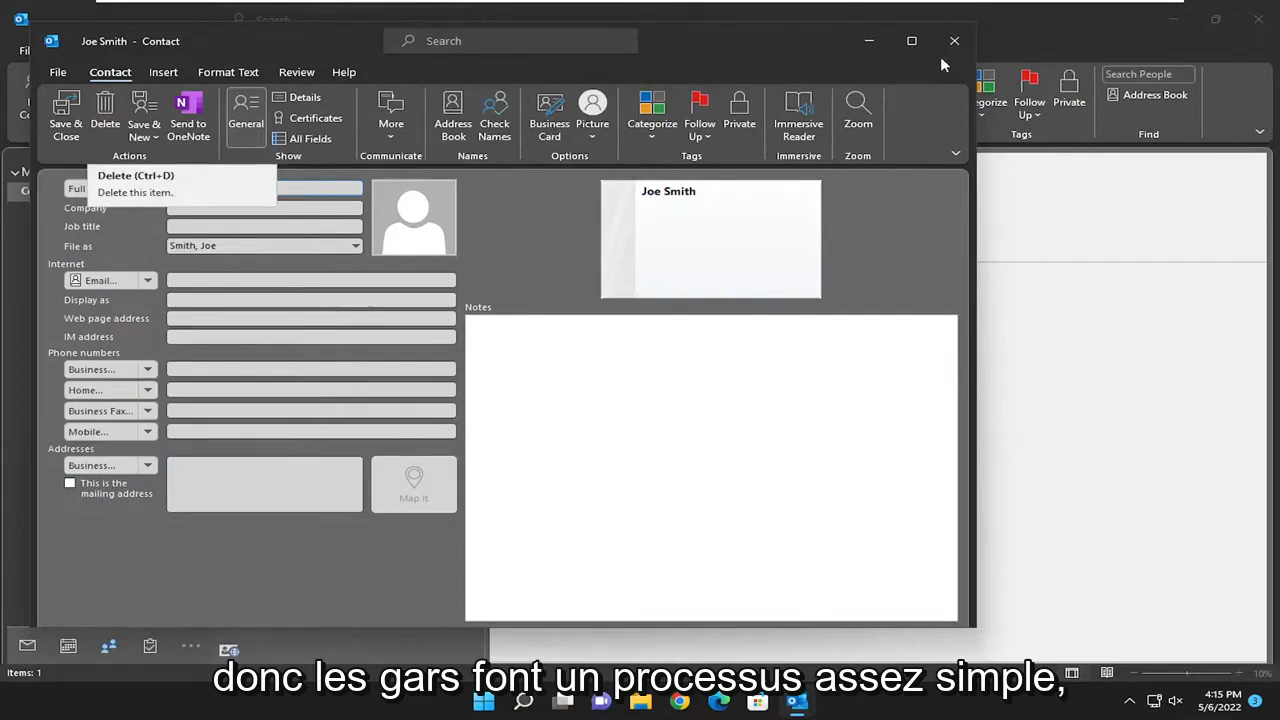 Search
Joe Smith - Contact
Search
File
Contact
Insert
Format Text
Review
Help
Save & Close
Delete
Save & New
Send to OneNote
Actions
General
Details
Certificates
All Fields
Show
More
Communicate
Address Book
Check Names
Names
Business Card
Picture
Options
Categorize
Follow Up
Private
Tags
Immersive Reader
Immersive
Zoom
Zoom
Follow Up
Private
Tags
Search People
Address Book
Find
Delete (Ctrl+D)
Delete this item.
Full
Company
Job title
File as
Smith, Joe
Internet
Email...
Display as
Web page address
IM address
Phone numbers
Business...
Home...
Business Fax...
Mobile...
Addresses
Business...
This is the mailing address
Map It
Joe Smith
Notes
Items: 1
10%
donc les gars font un processus assez simple,
4:15 PM
5/6/2022
3